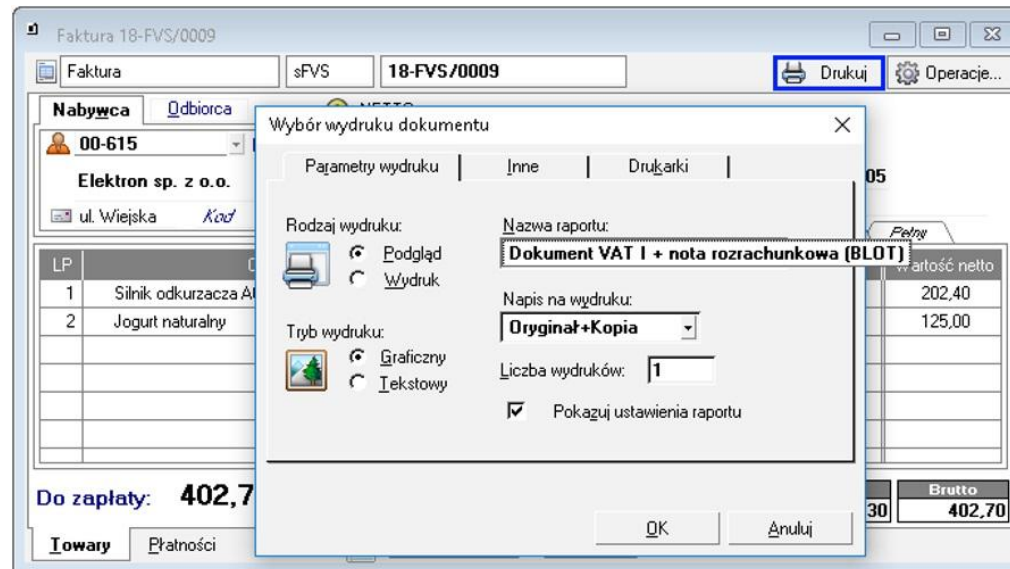 Faktura 18-FVS/0009
Faktura
sFVS
18-FVS/0009
Drukuj
Operacje...
Nabywca
Odbiorca
NETTO
00-615
Elektron sp. z o.o.
ul. Wiejska
Kod
05
Pełny
Wybór wydruku dokumentu
Parametry wydruku
Inne
Drukarki
Rodzaj wydruku:
Podgląd
Wydruk
Tryb wydruku:
Graficzny
Tekstowy
Nazwa raportu:
Dokument VAT I + nota rozrachunkowa (BLOT)
Napis na wydruku:
Oryginał+Kopia
Liczba wydruków: 1
Pokazuj ustawienia raportu
OK
Anuluj
LP
Wartość netto
1 Silnik odkurzacza 202,40
2 Jogurt naturalny 125,00
Do zapłaty: 402,7
Brutto
30 402,70
Towary
Płatności